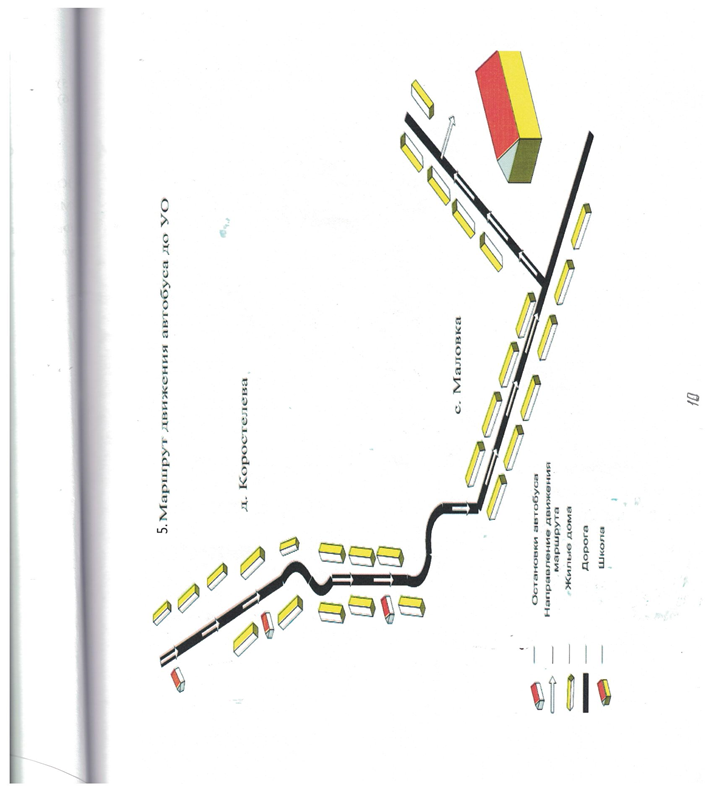 5.Маршрут движения автобуса до УО
д. Коростелева
с. Маловка
Остановки автобуса
Направление движения
маршрута
Жилые дома
Дорога
Школа
10